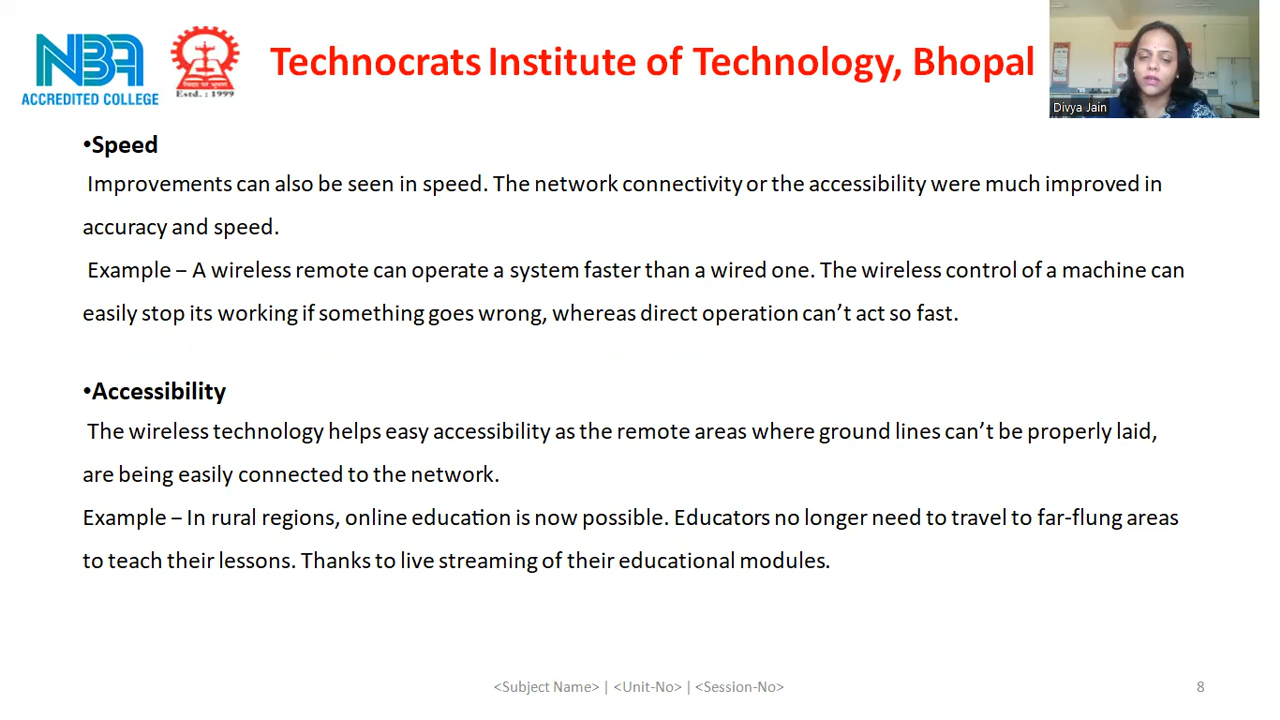 NBA
ACCREDITED COLLEGE
Estd. : 1999
Technocrats Institute of Technology, Bhopal
Divya Jain
•Speed
Improvements can also be seen in speed. The network connectivity or the accessibility were much improved in
accuracy and speed.
Example – A wireless remote can operate a system faster than a wired one. The wireless control of a machine can
easily stop its working if something goes wrong, whereas direct operation can’t act so fast.
•Accessibility
The wireless technology helps easy accessibility as the remote areas where ground lines can’t be properly laid,
are being easily connected to the network.
Example – In rural regions, online education is now possible. Educators no longer need to travel to far-flung areas
to teach their lessons. Thanks to live streaming of their educational modules.
<Subject Name> | <Unit-No> | <Session-No>
8